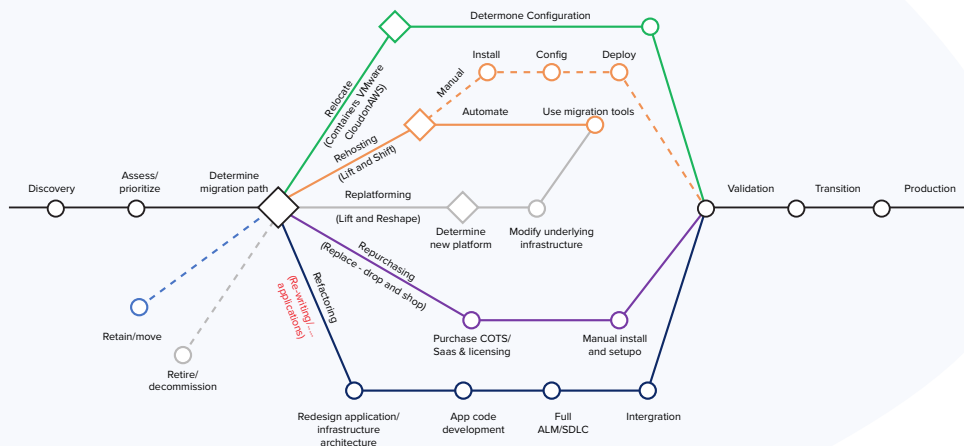 Determone Configuration
Install
Config
Deploy
Manual
Relocate
(Comtainers VMware
CloudonAWS)
Automate
Use migration tools
Rehosting
(Lift and Shift)
Discovery
Assess/
prioritize
Determine
migration path
Replatforming
(Lift and Reshape)
Determine
new platform
Modify underlying
infrastructure
Validation
Transition
Production
Repurchasing
(Replace - drop and shop)
Refactoring
(Re-writing/....
applications)
Retain/move
Retire/
decommission
Purchase COTS/
Saas & licensing
Manual install
and setupo
Redesign application/
infrastructure
architecture
App code
development
Full
ALM/SDLC
Intergration